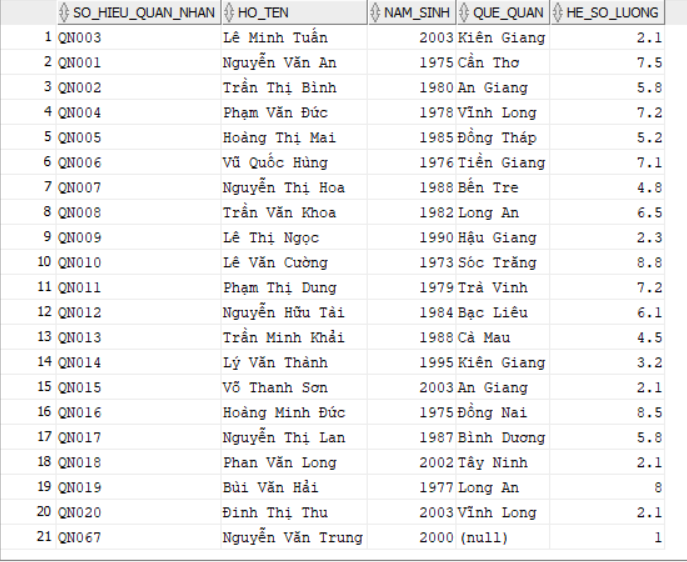 SO_HIEU_QUAN_NHAN HO_TEN NAM_SINH QUE_QUAN HE_SO_LUONG
1 QN003 Lê Minh Tuấn 2003 Kiên Giang 2.1
2 QN001 Nguyễn Văn An 1975 Cần Thơ 7.5
3 QN002 Trần Thị Bình 1980 An Giang 5.8
4 QN004 Phạm Văn Đức 1978 Vĩnh Long 7.2
5 QN005 Hoàng Thị Mai 1985 Đồng Tháp 5.2
6 QN006 Vũ Quốc Hùng 1976 Tiền Giang 7.1
7 QN007 Nguyễn Thị Hoa 1988 Bến Tre 4.8
8 QN008 Trần Văn Khoa 1982 Long An 6.5
9 QN009 Lê Thị Ngọc 1990 Hậu Giang 2.3
10 QN010 Lê Văn Cường 1973 Sóc Trăng 8.8
11 QN011 Phạm Thị Dung 1979 Trà Vinh 7.2
12 QN012 Nguyễn Hữu Tài 1984 Bạc Liêu 6.1
13 QN013 Trần Minh Khải 1988 Cà Mau 4.5
14 QN014 Lý Văn Thành 1995 Kiên Giang 3.2
15 QN015 Võ Thanh Sơn 2003 An Giang 2.1
16 QN016 Hoàng Minh Đức 1975 Đồng Nai 8.5
17 QN017 Nguyễn Thị Lan 1987 Bình Dương 5.8
18 QN018 Phan Văn Long 2002 Tây Ninh 2.1
19 QN019 Bùi Văn Hải 1977 Long An 8
20 QN020 Đinh Thị Thu 2003 Vĩnh Long 2.1
21 QN067 Nguyễn Văn Trung 2000 (null) 1